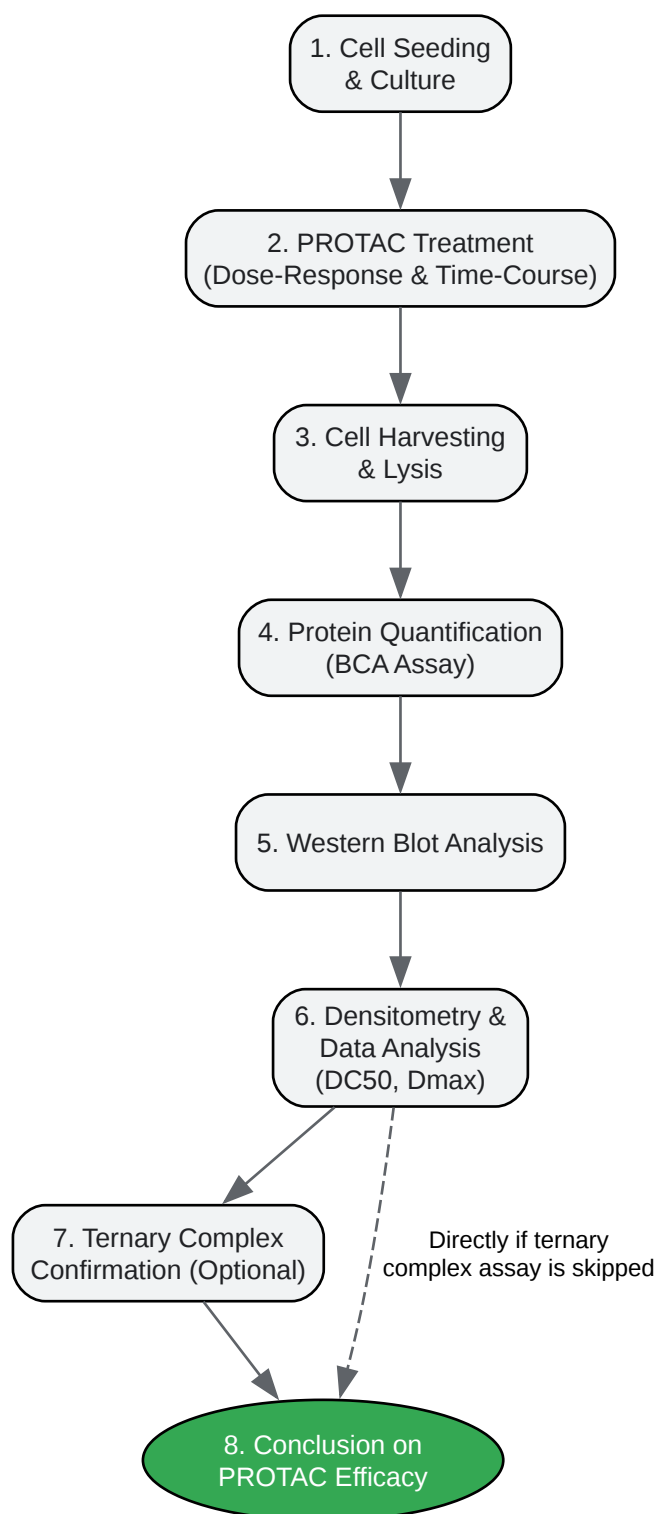 1. Cell Seeding
& Culture
2. PROTAC Treatment
(Dose-Response & Time-Course)
3. Cell Harvesting
& Lysis
4. Protein Quantification
(BCA Assay)
5. Western Blot Analysis
6. Densitometry &
Data Analysis
(DC50, Dmax)
7. Ternary Complex
Confirmation (Optional)
Directly if ternary
complex assay is skipped
8. Conclusion on
PROTAC Efficacy